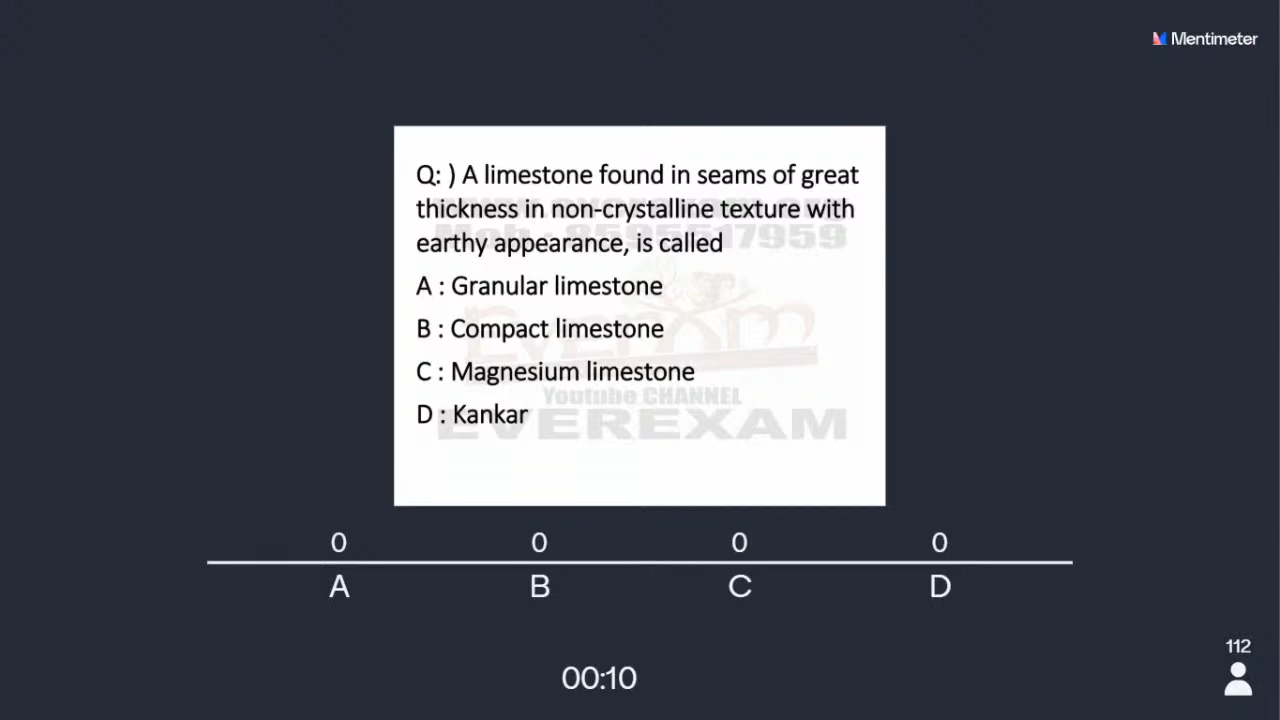 Mentimeter
Q: ) A limestone found in seams of great
thickness in non-crystalline texture with
earthy appearance, is called
A : Granular limestone
B : Compact limestone
C : Magnesium limestone
D : Kankar
Youtube CHANNEL
EVEREXAM
0 0 0 0
A B C D
00:10
112